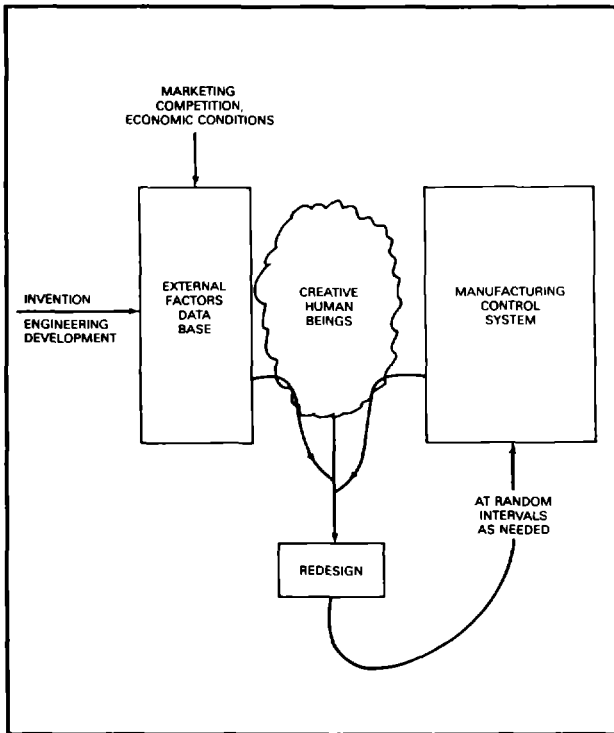 MARKETING
COMPETITION,
ECONOMIC CONDITIONS
INVENTION
ENGINEERING
DEVELOPMENT
EXTERNAL
FACTORS
DATA
BASE
CREATIVE
HUMAN
BEINGS
MANUFACTURING
CONTROL
SYSTEM
AT RANDOM
INTERVALS
AS NEEDED
REDESIGN